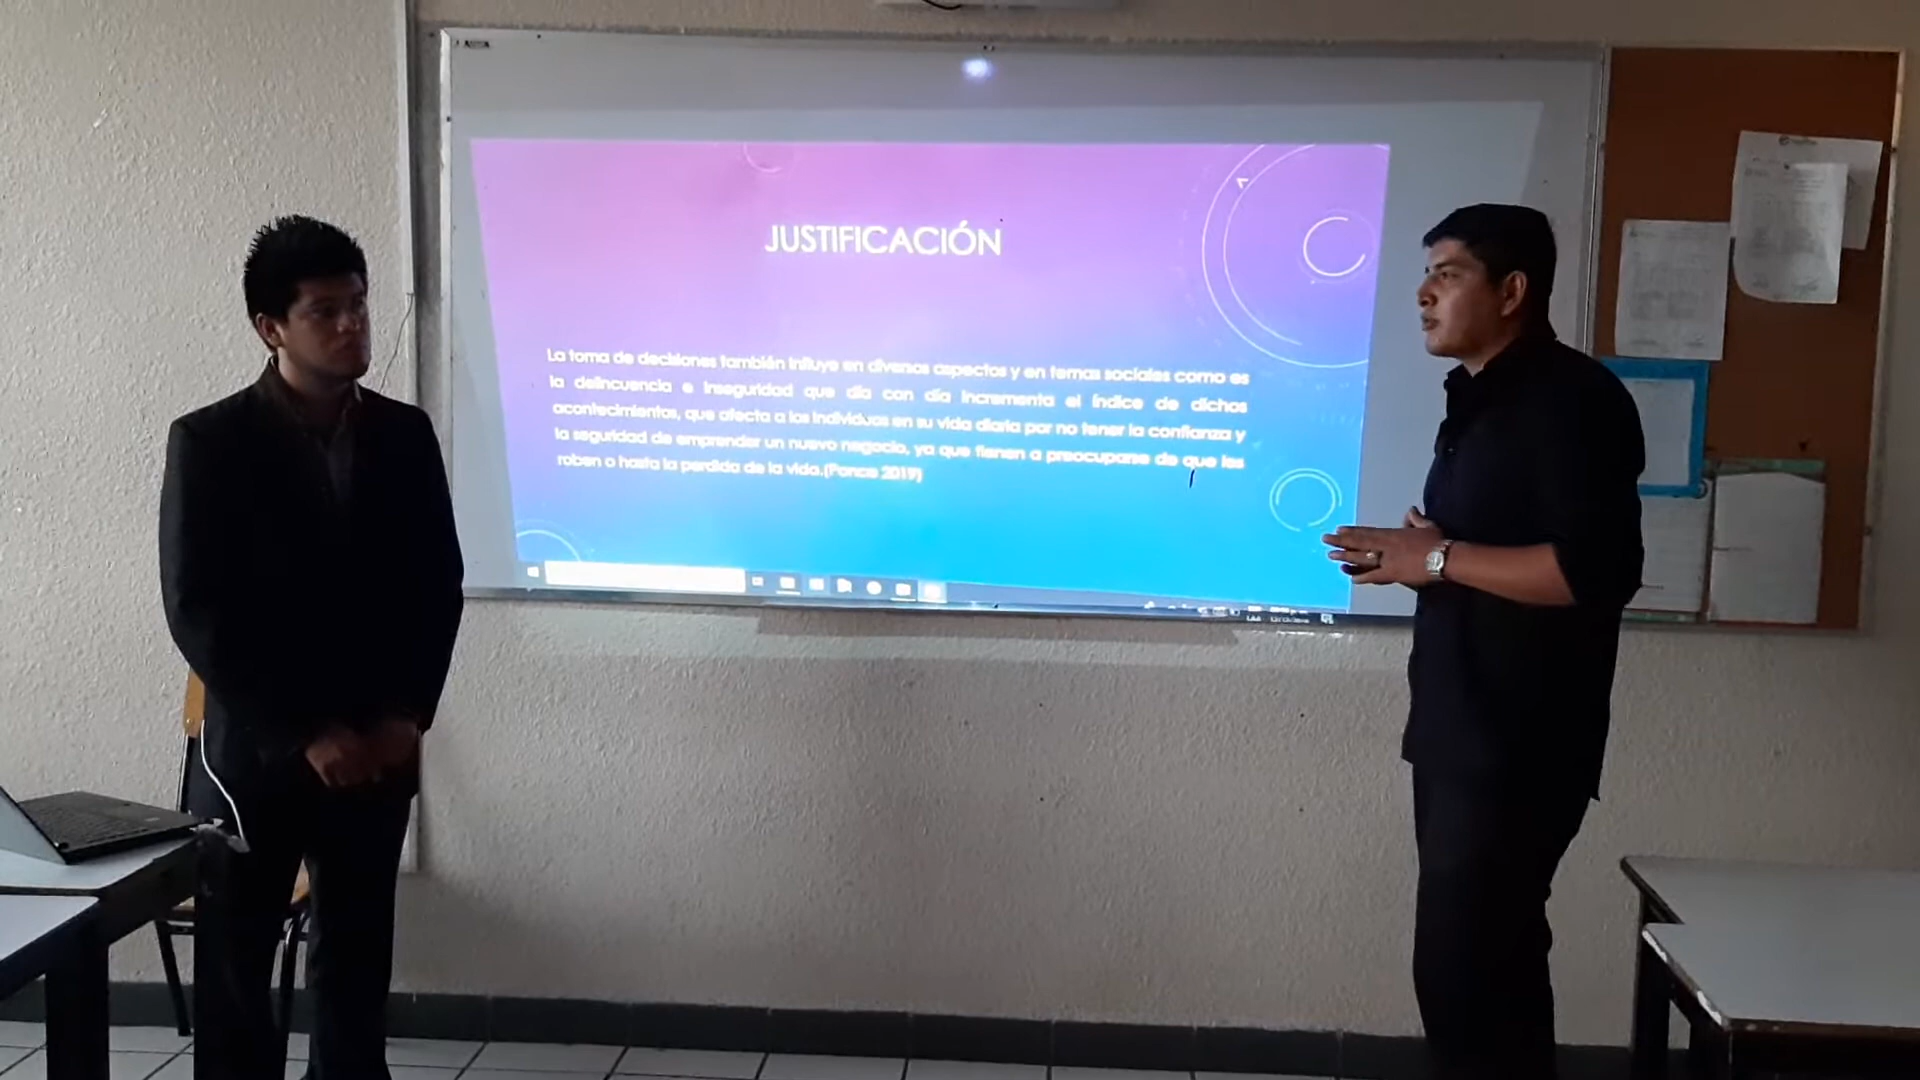 JUSTIFICACIÓN
La toma de decisiones también influye en diversos aspectos y en temas sociales como es
la delincuencia e inseguridad que día con día incrementa el índice de dichos
acontecimientos, que afecta a los individuos en su vida diaria por no tener la confianza y
la seguridad de emprender un nuevo negocio, ya que tienen a preocuparse de que les
roben o hasta la perdida de la vida.(Ponce 2019)